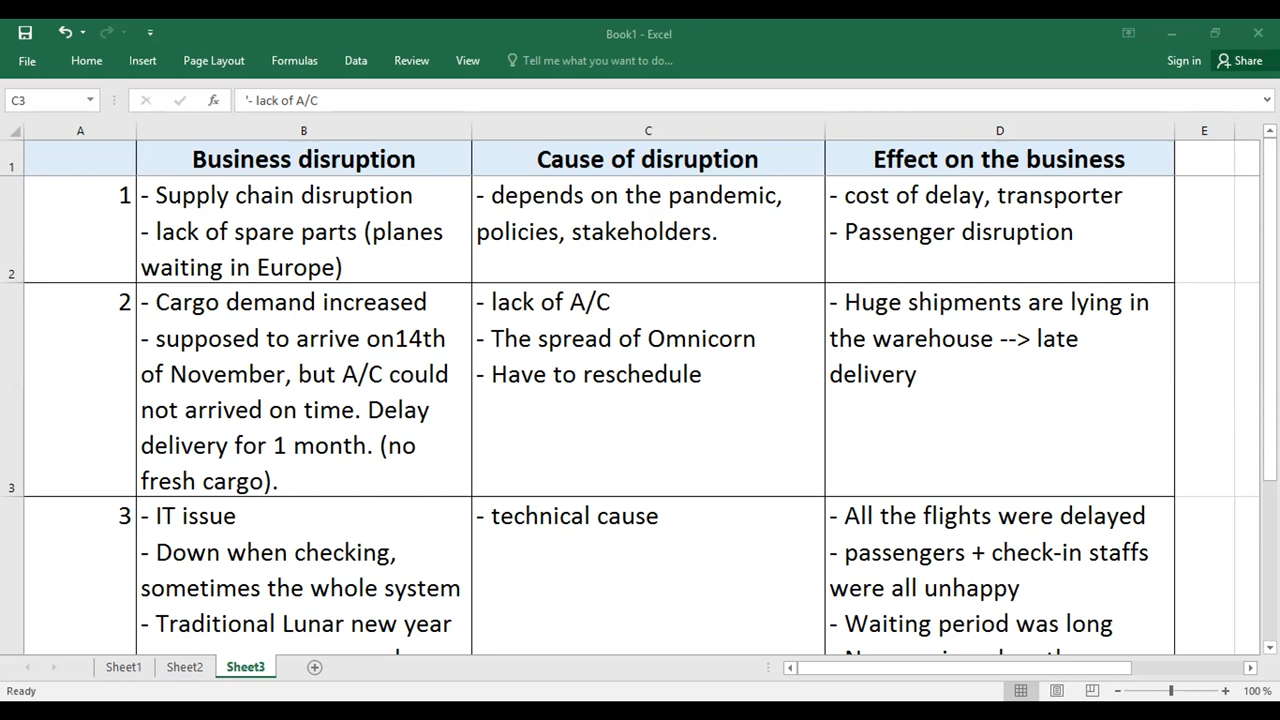 Book1 - Excel
File Home Insert Page Layout Formulas Data Review View Tell me what you want to do... Sign in Share
C3 fx '- lack of A/C
A B C D E
1 Business disruption Cause of disruption Effect on the business
1 - Supply chain disruption
- lack of spare parts (planes
waiting in Europe)
- depends on the pandemic,
policies, stakeholders.
- cost of delay, transporter
- Passenger disruption
2
2 - Cargo demand increased
- supposed to arrive on14th
of November, but A/C could
not arrived on time. Delay
delivery for 1 month. (no
fresh cargo).
- lack of A/C
- The spread of Omnicorn
- Have to reschedule
- Huge shipments are lying in
the warehouse --> late
delivery
3
3 - IT issue
- Down when checking,
sometimes the whole system
- Traditional Lunar new year
- technical cause
- All the flights were delayed
- passengers + check-in staffs
were all unhappy
- Waiting period was long
Sheet1 Sheet2 Sheet3
Ready 100 %